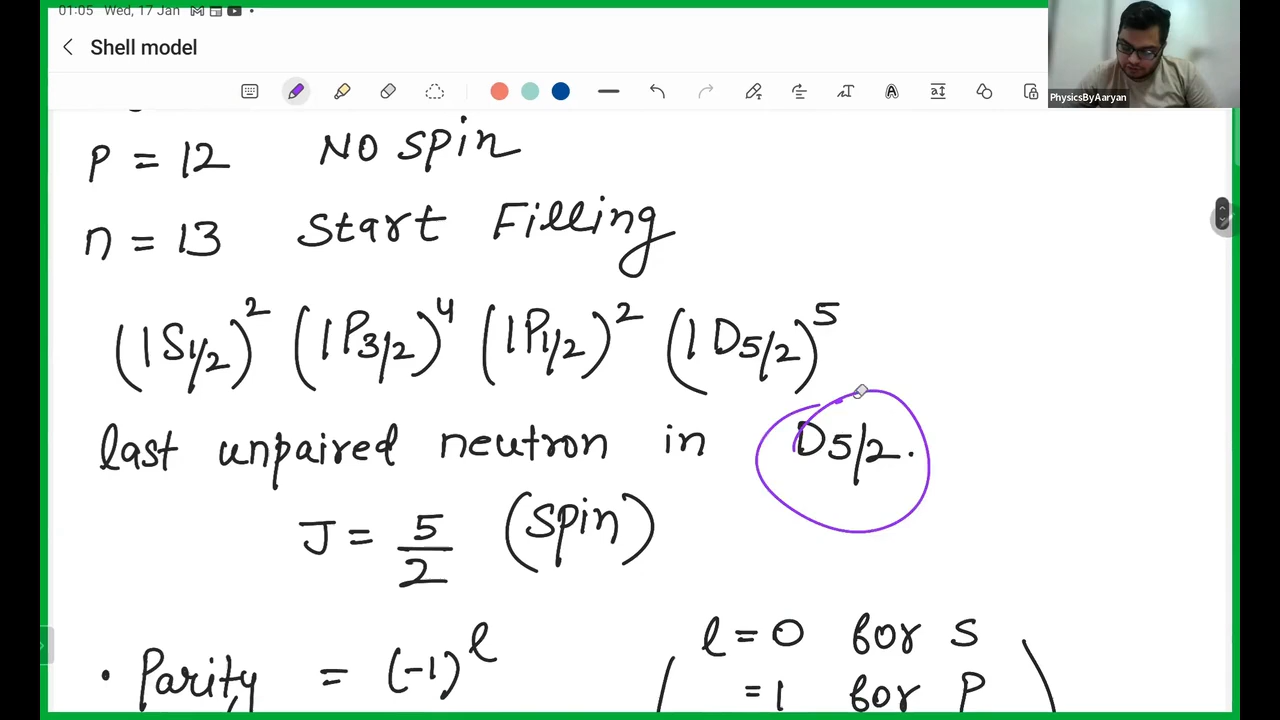 01:05 Wed, 17 Jan
Shell model
PhysicsByAaryan
P = 12 No spin
n = 13 Start Filling
(1S1/2)^2 (1P3/2)^4 (1P1/2)^2 (1D5/2)^5
last unpaired neutron in D5/2.
J = 5/2 (spin)
l = 0 for S
• Parity = (-1)^l
= 1 for P